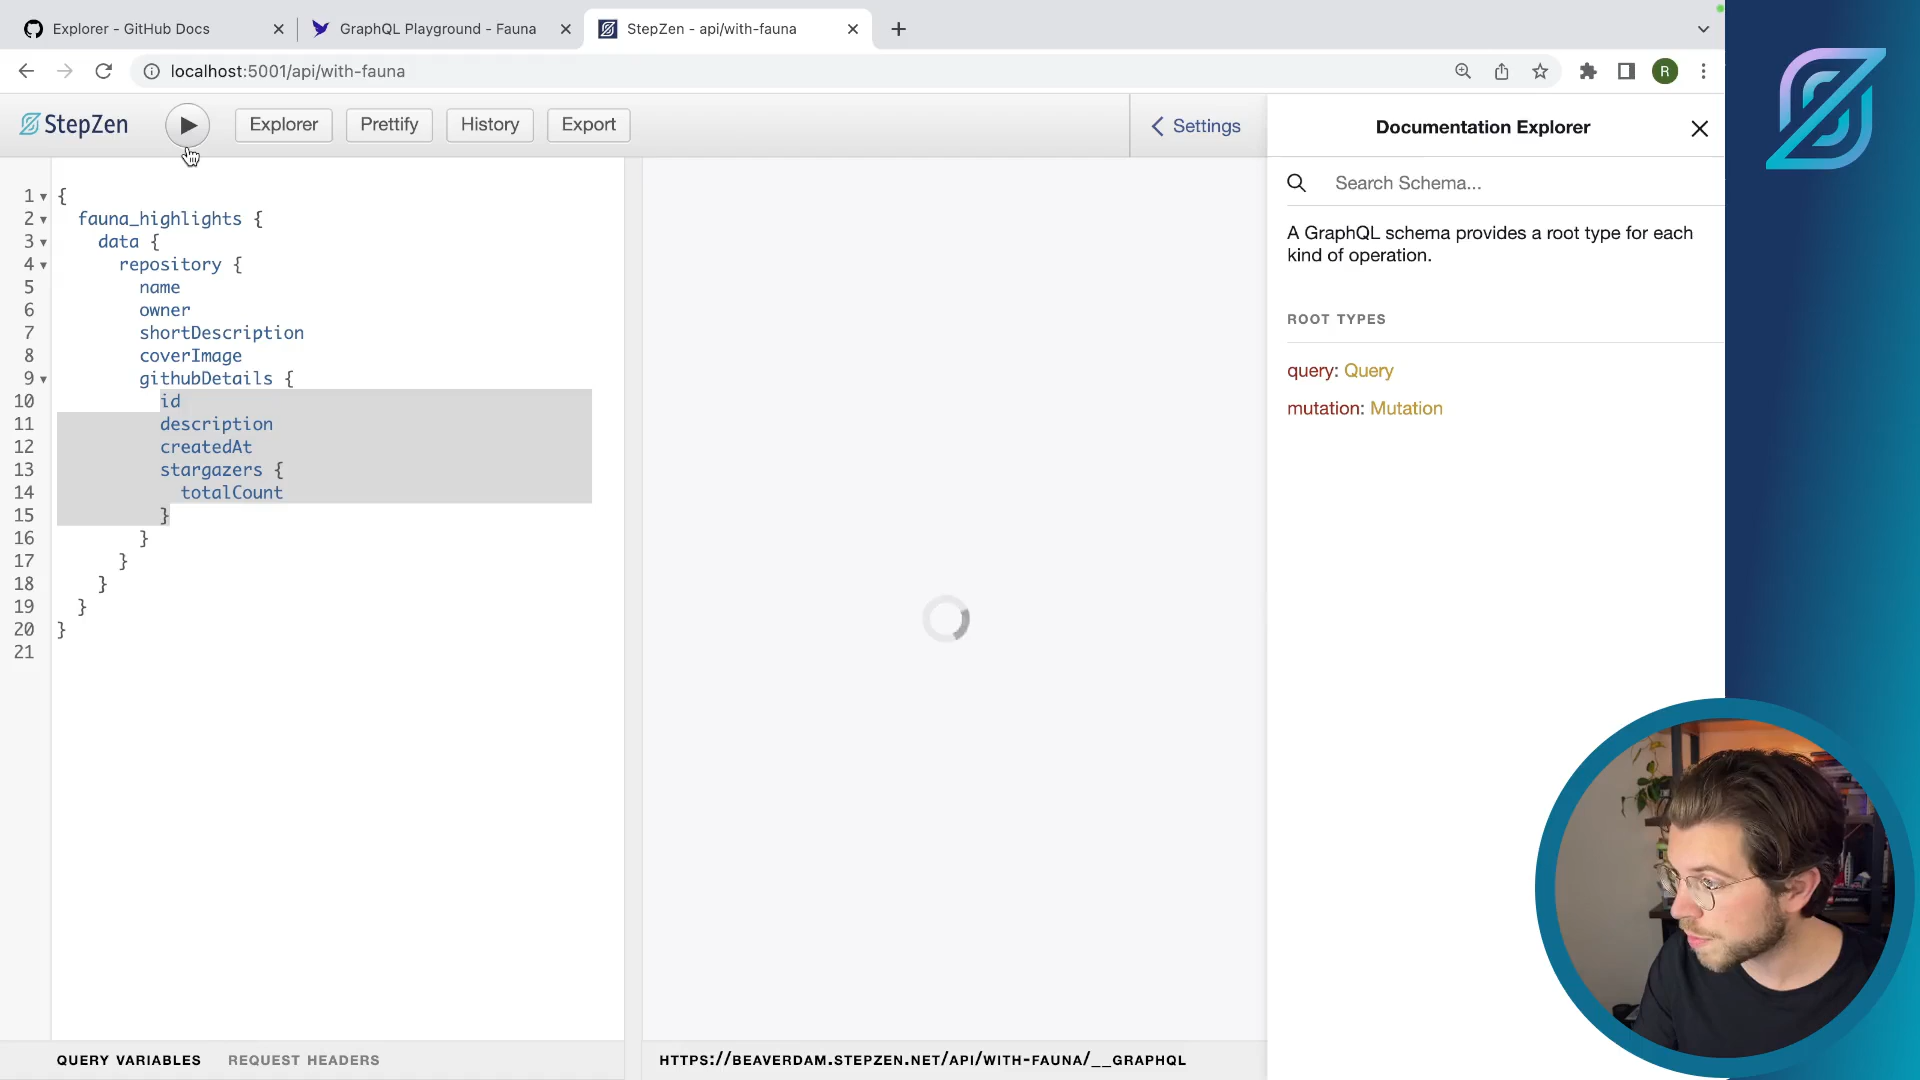 Explorer - GitHub Docs
GraphQL Playground - Fauna
StepZen - api/with-fauna
localhost:5001/api/with-fauna
R
StepZen
Explorer
Prettify
History
Export
Settings
Documentation Explorer
1 {
2 fauna_highlights {
3 data {
4 repository {
5 name
6 owner
7 shortDescription
8 coverImage
9 githubDetails {
10 id
11 description
12 createdAt
13 stargazers {
14 totalCount
15 }
16 }
17 }
18 }
19 }
20 }
21
Search Schema...
A GraphQL schema provides a root type for each
kind of operation.
ROOT TYPES
query: Query
mutation: Mutation
QUERY VARIABLES
REQUEST HEADERS
HTTPS://BEAVERDAM.STEPZEN.NET/API/WITH-FAUNA/__GRAPHQL